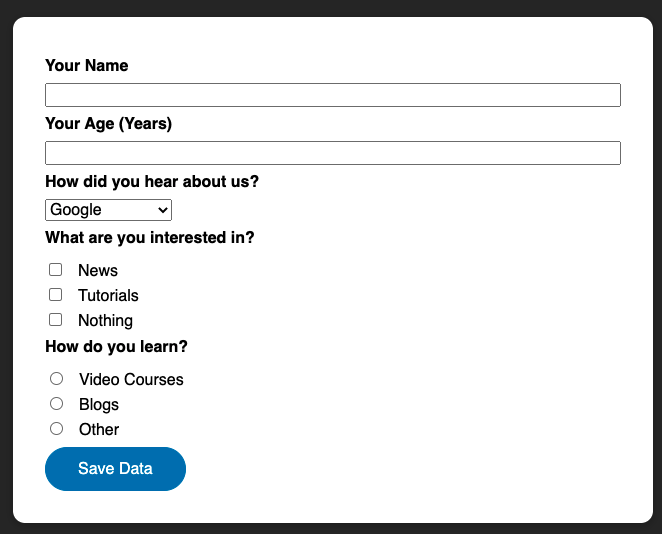 Your Name
Your Age (Years)
How did you hear about us?
Google
What are you interested in?
News
Tutorials
Nothing
How do you learn?
Video Courses
Blogs
Other
Save Data